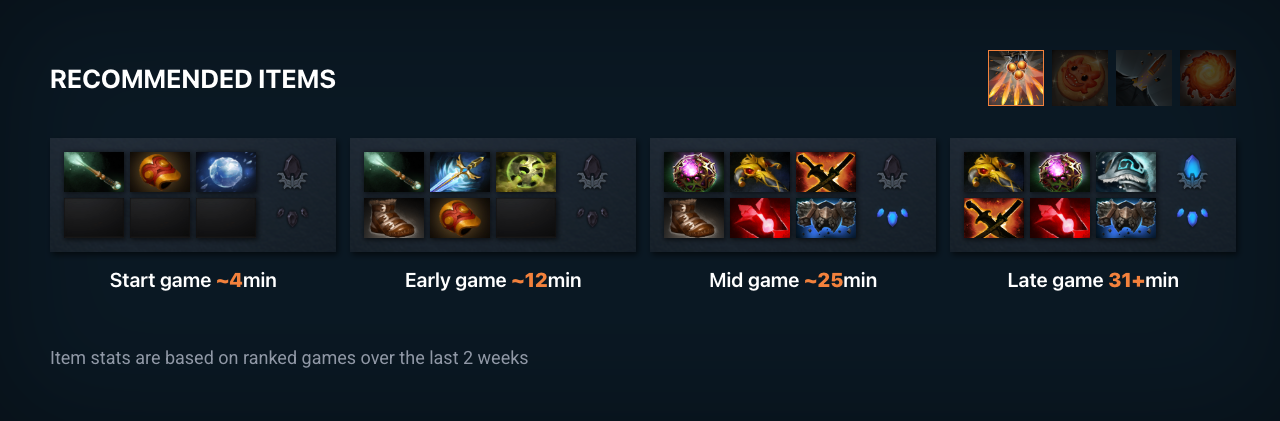 RECOMMENDED ITEMS
Start game ~4min
Early game ~12min
Mid game ~25min
Late game 31+min
Item stats are based on ranked games over the last 2 weeks